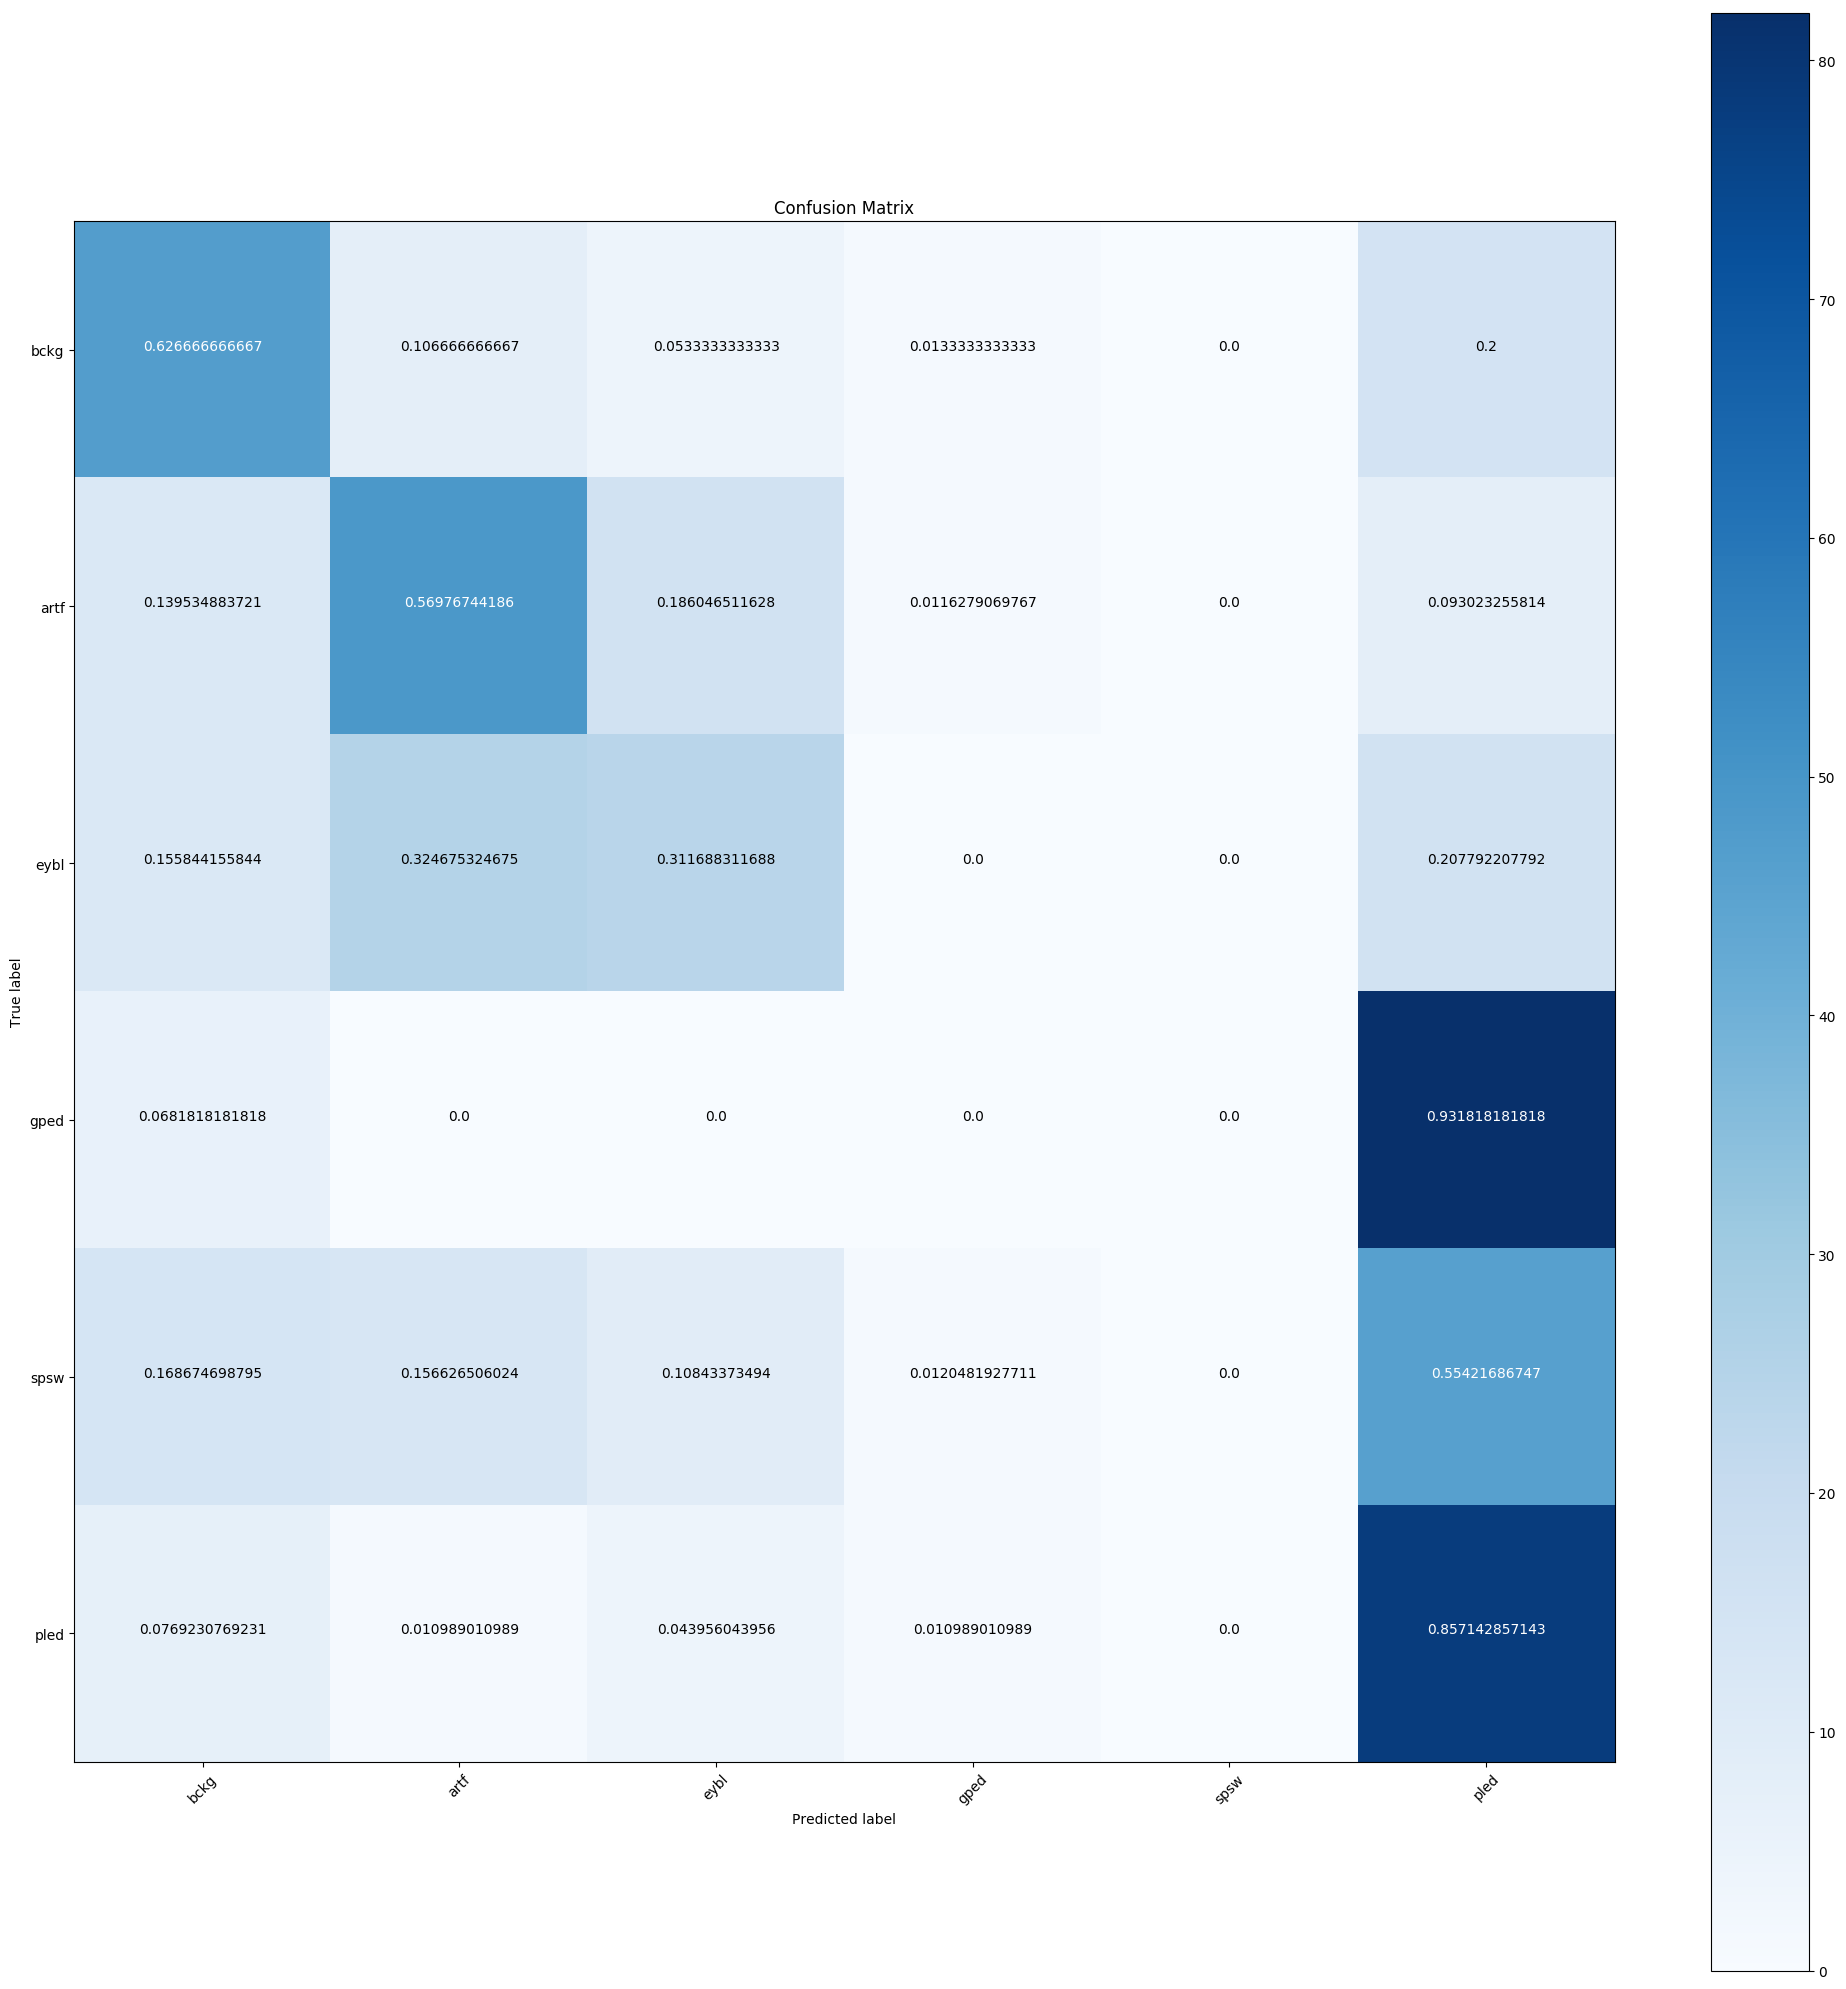 Confusion Matrix
bckg 0.626666666667 0.106666666667 0.0533333333333 0.0133333333333 0.0 0.2
artf 0.139534883721 0.56976744186 0.186046511628 0.0116279069767 0.0 0.093023255814
eybl 0.155844155844 0.324675324675 0.311688311688 0.0 0.0 0.207792207792
gped 0.0681818181818 0.0 0.0 0.0 0.0 0.931818181818
spsw 0.168674698795 0.156626506024 0.10843373494 0.0120481927711 0.0 0.55421686747
pled 0.0769230769231 0.010989010989 0.043956043956 0.010989010989 0.0 0.857142857143
bckg artf eybl gped spsw pled
Predicted label
True label
80
70
60
50
40
30
20
10
0